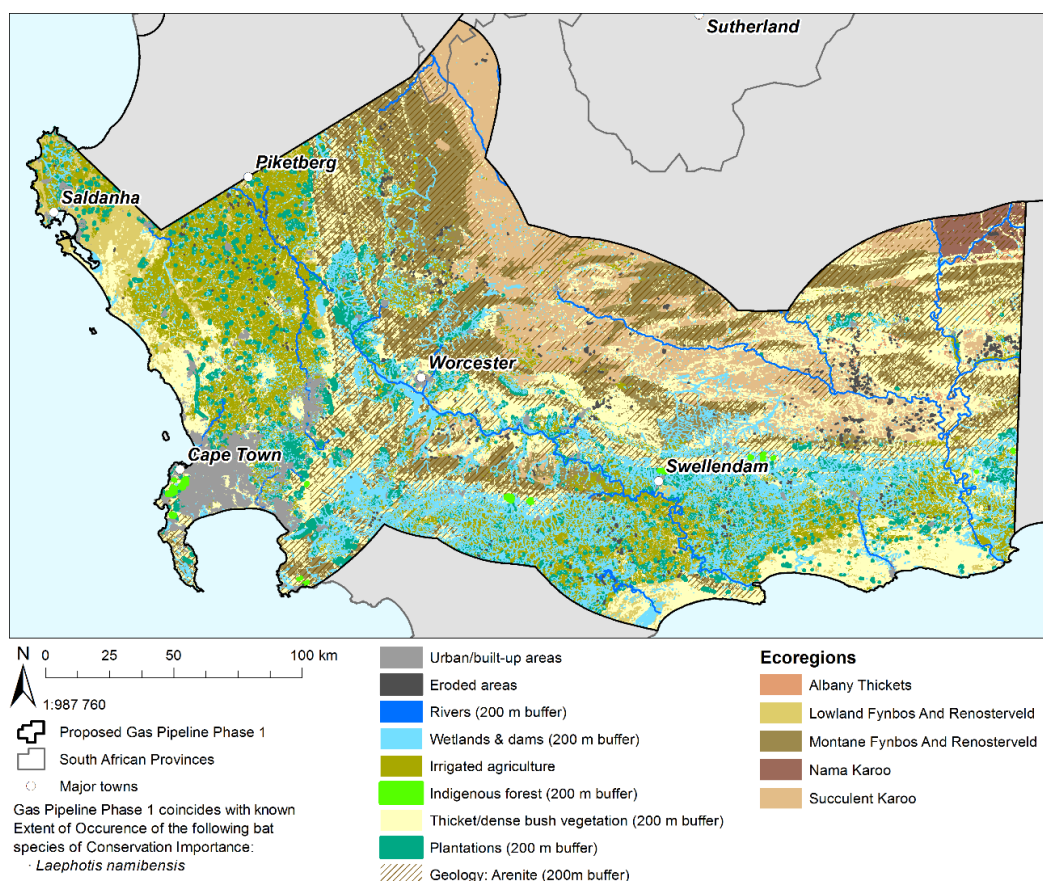 Sutherland
Piketberg
Saldanha
Worcester
Cape Town
Swellendam
N
0 25 50 100 km
1:987 760
Proposed Gas Pipeline Phase 1
South African Provinces
Major towns
Gas Pipeline Phase 1 coincides with known
Extent of Occurence of the following bat
species of Conservation Importance:
· Laephotis namibensis
Urban/built-up areas
Eroded areas
Rivers (200 m buffer)
Wetlands & dams (200 m buffer)
Irrigated agriculture
Indigenous forest (200 m buffer)
Thicket/dense bush vegetation (200 m buffer)
Plantations (200 m buffer)
Geology: Arenite (200m buffer)
Ecoregions
Albany Thickets
Lowland Fynbos And Renosterveld
Montane Fynbos And Renosterveld
Nama Karoo
Succulent Karoo